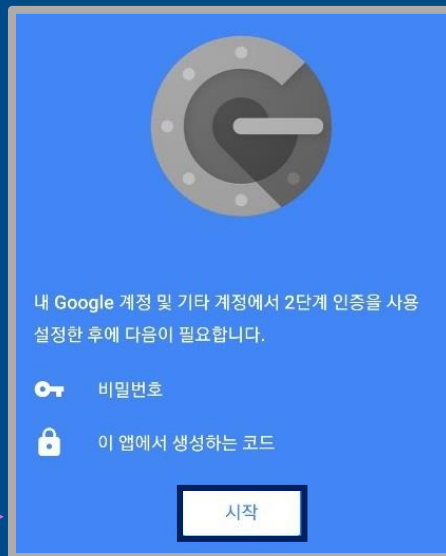 내 Google 계정 및 기타 계정에서 2단계 인증을 사용
설정한 후에 다음이 필요합니다.
비밀번호
이 앱에서 생성하는 코드
시작